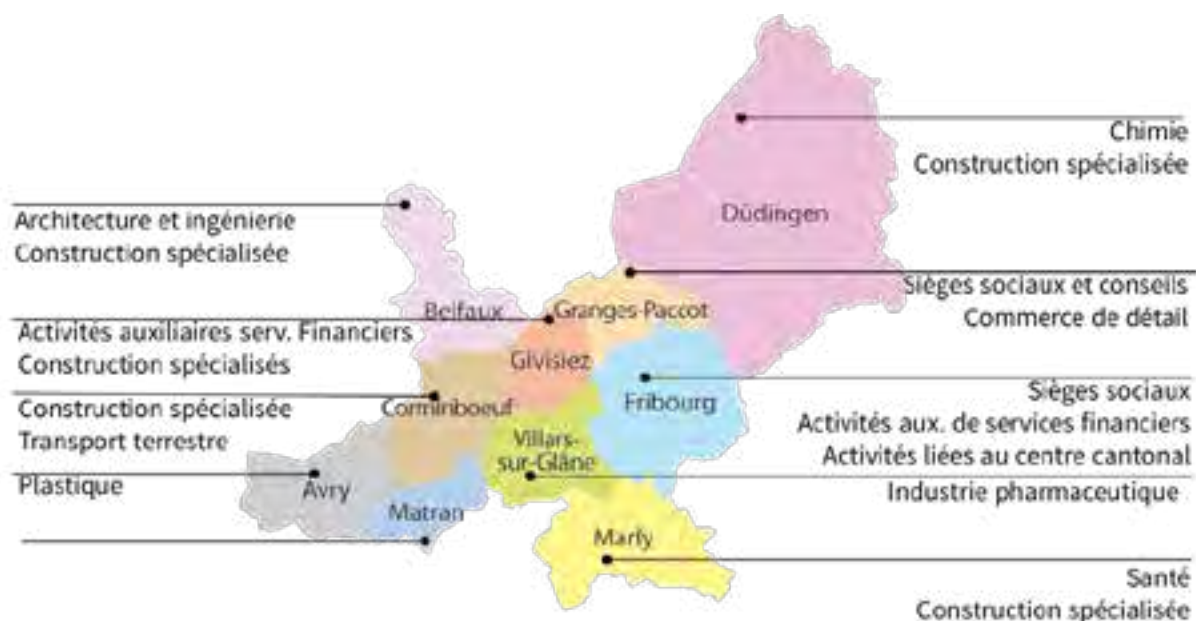 Chimie
Construction spécialisée
Düdingen
Architecture et ingénierie
Construction spécialisée
Sièges sociaux et conseils
Commerce de détail
Belfaux
Granges-Paccot
Activités auxiliaires serv. Financiers
Construction spécialisés
Givisiez
Construction spécialisée
Transport terrestre
Corminboeuf
Fribourg
Sièges sociaux
Activités aux. de services financiers
Activités liées au centre cantonal
Villars-
sur-Glâne
Plastique
Avry
Industrie pharmaceutique
Matran
Marly
Santé
Construction spécialisée